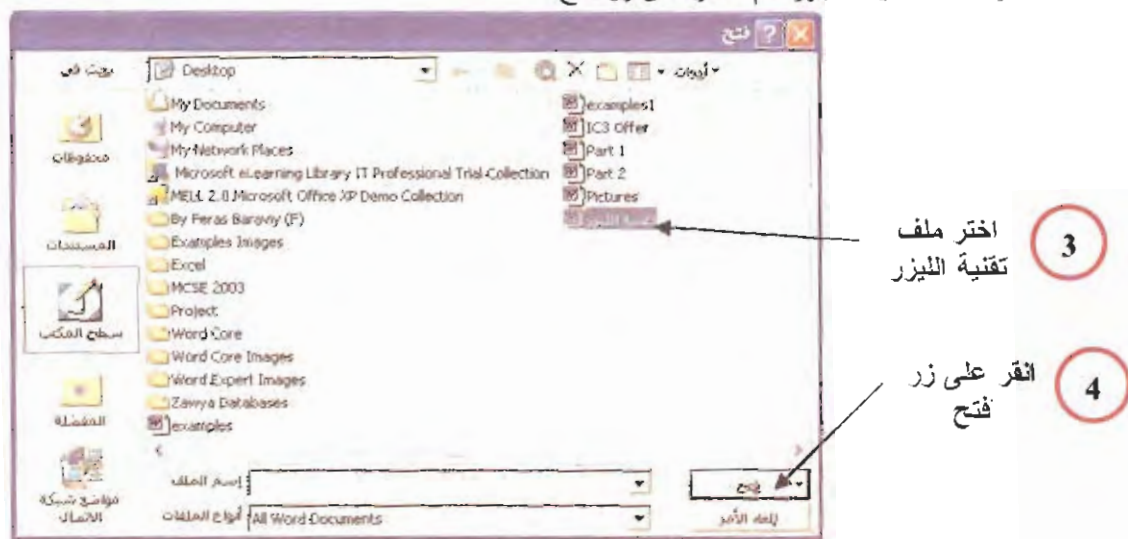 فتح
بحث في
Desktop
أدوات
محفوظات
المستندات
سطح المكتب
المفضلة
مواضع شبكة
الاتصال
My Documents
My Computer
My Network Places
Microsoft eLearning Library IT Professional Trial Collection
MELL 2.0 Microsoft Office XP Demo Collection
By Feras Barawy (F)
Examples Images
Excel
MCSE 2003
Project
Word Core
Word Core Images
Word Expert Images
Zawya Databases
examples
examples1
IC3 Offer
Part 1
Part 2
Pictures
إسم الملف
فتح
أنواع الملفات
All Word Documents
إلغاء الأمر
3
اختر ملف
تقنية الليزر
4
انقر على زر
فتح